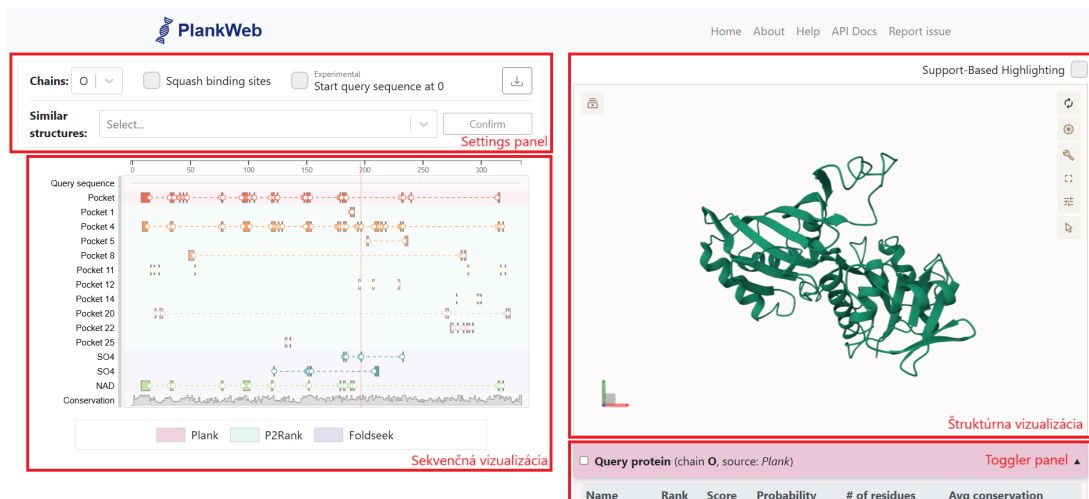 PlankWeb
Home About Help API Docs Report issue
Chains: O Squash binding sites Experimental Start query sequence at 0
Similar structures: Select... Confirm
Settings panel
Support-Based Highlighting
0 50 100 150 200 250 300
Query sequence
Pocket
Pocket 1
Pocket 4
Pocket 5
Pocket 8
Pocket 11
Pocket 12
Pocket 14
Pocket 20
Pocket 22
Pocket 25
SO4
SO4
NAD
Conservation
Plank P2Rank Foldseek
Sekvenčná vizualizácia
Štruktúrna vizualizácia
Query protein (chain O, source: Plank) Toggler panel
Name Rank Score Probability # of residues Avg conservation